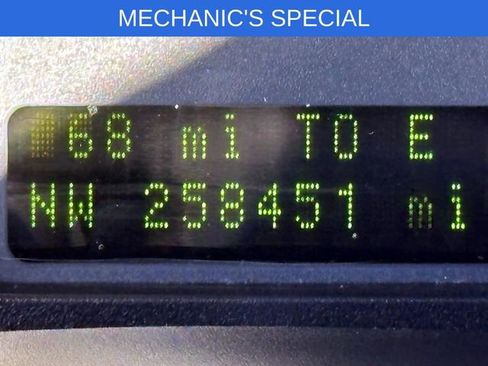 MECHANIC'S SPECIAL
68 mi TO E
NW 258451 mi